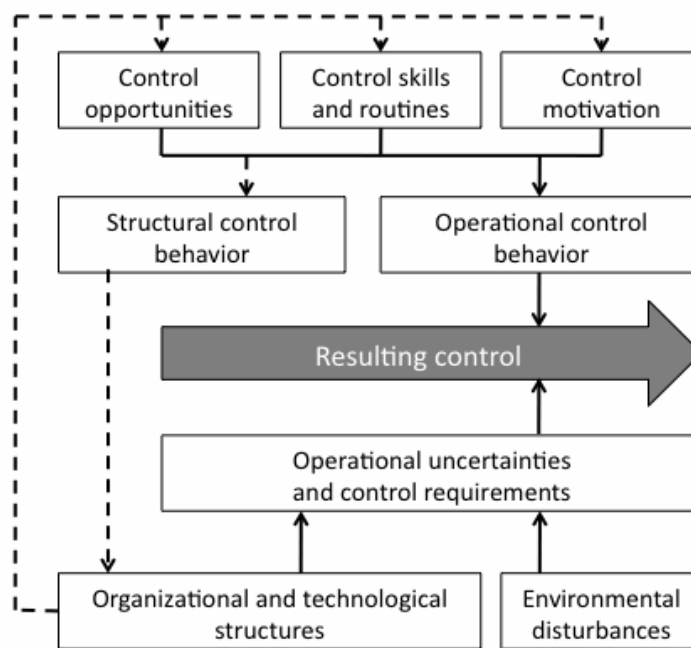 Control
opportunities
Control skills
and routines
Control
motivation
Structural control
behavior
Operational control
behavior
Resulting control
Operational uncertainties
and control requirements
Organizational and technological
structures
Environmental
disturbances